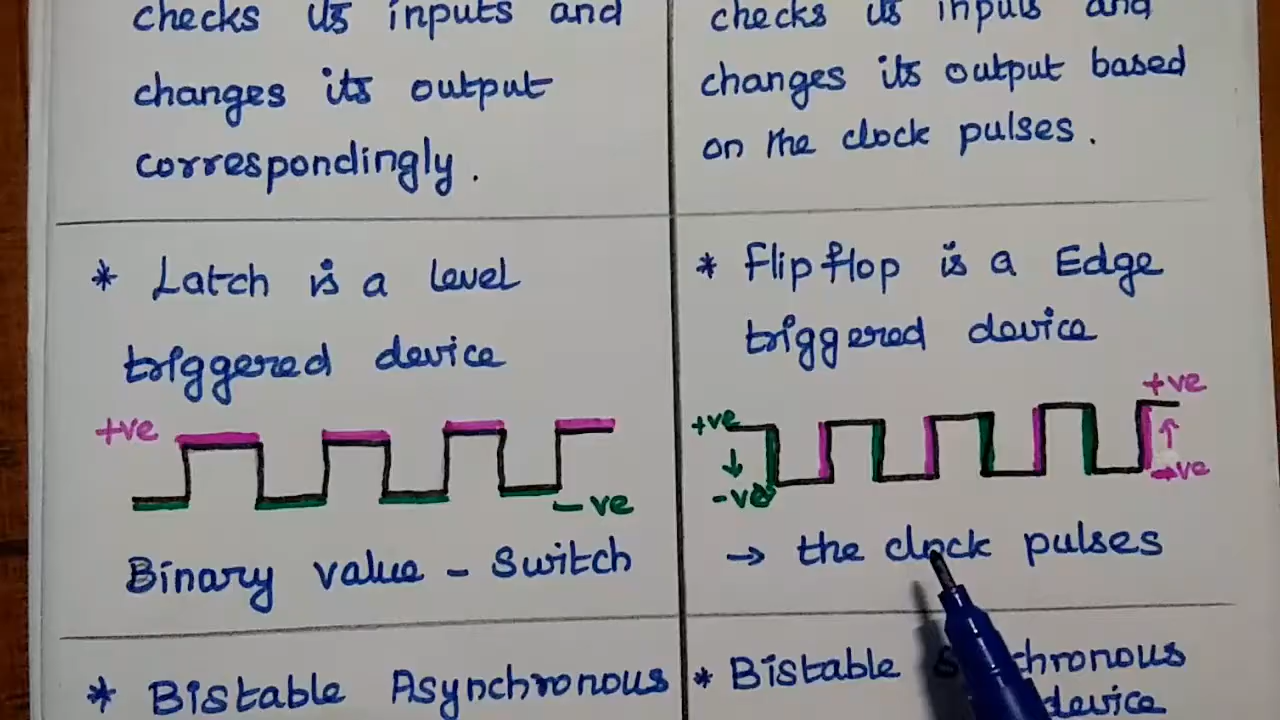 checks its inputs and
changes its output
correspondingly.
* Latch is a level
triggered device
+ve
-ve
Binary value - Switch
* Bistable Asynchronous
checks its inputs and
changes its output based
on the clock pulses.
* Flipflop is a Edge
triggered device
+ve
-ve
+ve
-ve
→ the clock pulses
* Bistable
device